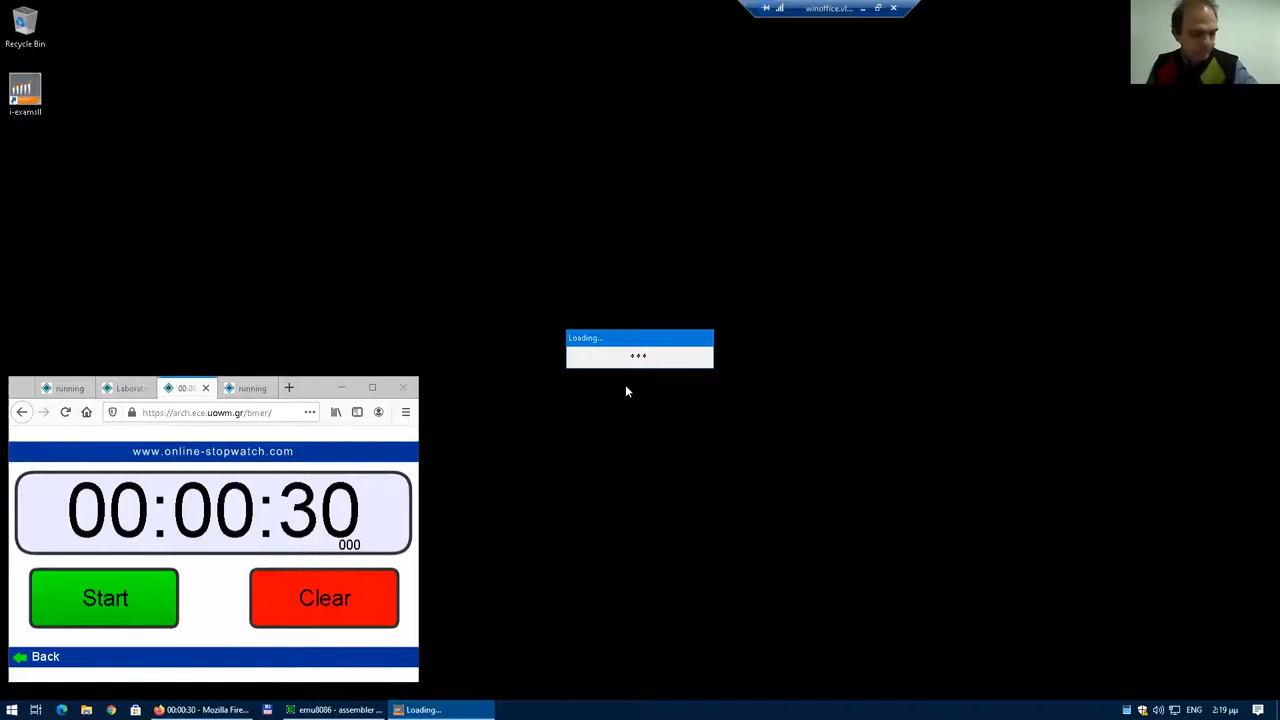 Recycle Bin
i-examsII
winoffice.vl...
Loading...
***
running
Laborat
00:00
running
https://arch.ece.uowm.gr/timer/
www.online-stopwatch.com
00:00:30
000
Start
Clear
Back
00:00:30 - Mozilla Fire...
emu8086 - assembler ...
Loading...
ENG
2:19 μμ